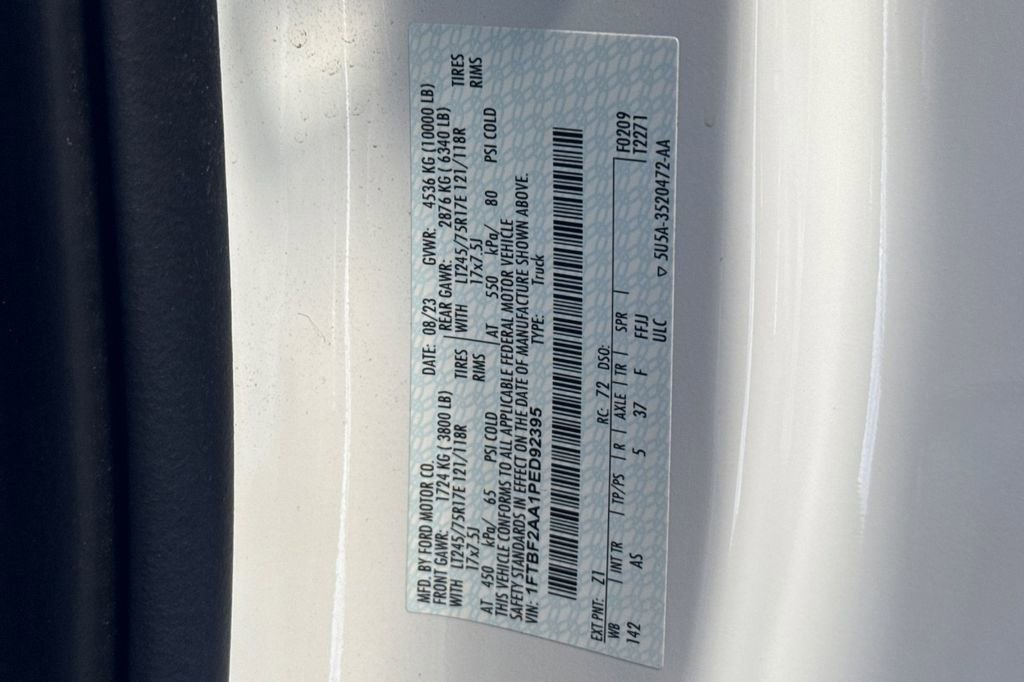 MFD. BY FORD MOTOR CO. DATE: 08/23 GVWR: 4536 KG (10000 LB)
FRONT GAWR: 1724 KG ( 3800 LB) REAR GAWR: 2876 KG ( 6340 LB)
WITH LT245/75R17E 121/118R TIRES WITH LT245/75R17E 121/118R TIRES
17x7.5J RIMS 17x7.5J RIMS
AT 450 kPa/ 65 PSI COLD AT 550 kPa/ 80 PSI COLD
THIS VEHICLE CONFORMS TO ALL APPLICABLE FEDERAL MOTOR VEHICLE
SAFETY STANDARDS IN EFFECT ON THE DATE OF MANUFACTURE SHOWN ABOVE.
VIN: 1FTBF2AA1PED92395 TYPE: Truck
EXT PNT: Z1 RC: 72 DSO:
WB INT TR TP/PS R AXLE TR SPR F0209
142 AS 5 37 F FFJJ T2271
ULC
▽ 5U5A-3520472-AA